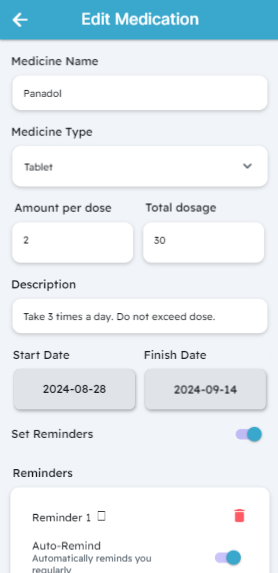 Edit Medication
Medicine Name
Panadol
Medicine Type
Tablet
Amount per dose Total dosage
2 30
Description
Take 3 times a day. Do not exceed dose.
Start Date Finish Date
2024-08-28 2024-09-14
Set Reminders
Reminders
Reminder 1
Auto-Remind
Automatically reminds you
regularly